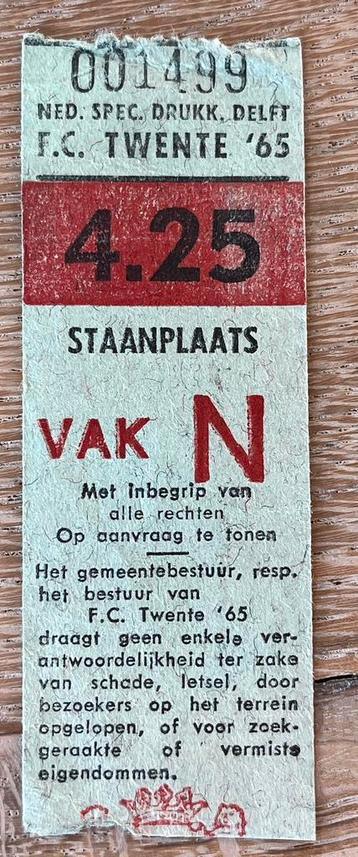 001499
NED. SPEC. DRUKK. DELFT
F.C. TWENTE '65
4.25
STAANPLAATS
VAK N
Met inbegrip van
alle rechten
Op aanvraag te tonen
Het gemeentebestuur, resp.
het bestuur van
F.C. Twente '65
draagt geen enkele ver-
antwoordelijkheid ter zake
van schade, letsel, door
bezoekers op het terrein
opgelopen, of voor zoek-
geraakte of vermiste
eigendommen.